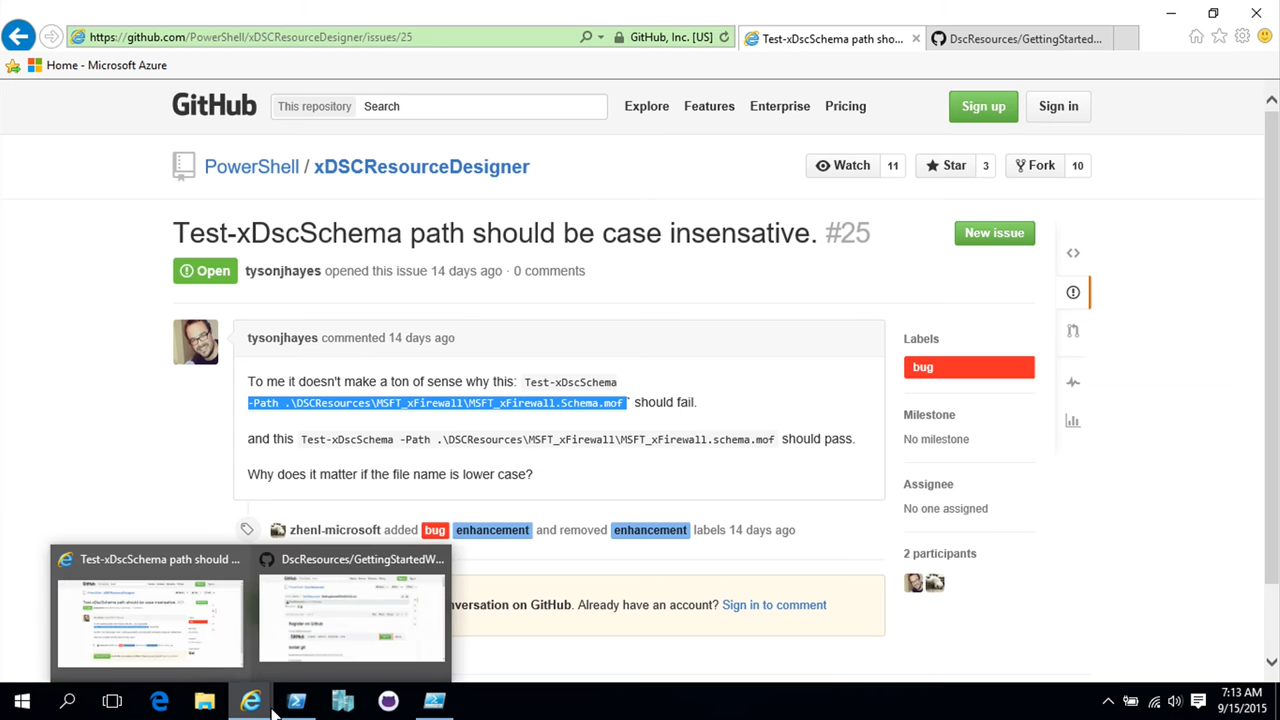 https://github.com/PowerShell/xDSCResourceDesigner/issues/25
GitHub, Inc. [US]
Test-xDscSchema path shou...
DscResources/GettingStarted...
Home - Microsoft Azure
GitHub
This repository
Search
Explore
Features
Enterprise
Pricing
Sign up
Sign in
PowerShell / xDSCResourceDesigner
Watch
11
Star
3
Fork
10
Test-xDscSchema path should be case insensative. #25
New issue
Open
tysonjhayes opened this issue 14 days ago · 0 comments
tysonjhayes commented 14 days ago
To me it doesn't make a ton of sense why this: Test-xDscSchema
-Path .\DSCResources\MSFT_xFirewall\MSFT_xFirewall.Schema.mof` should fail.
and this Test-xDscSchema -Path .\DSCResources\MSFT_xFirewall\MSFT_xFirewall.schema.mof should pass.
Why does it matter if the file name is lower case?
Labels
bug
Milestone
No milestone
Assignee
No one assigned
2 participants
zhenl-microsoft added bug enhancement and removed enhancement labels 14 days ago
Test-xDscSchema path should ...
DscResources/GettingStartedW...
nversation on GitHub. Already have an account? Sign in to comment
7:13 AM
9/15/2015